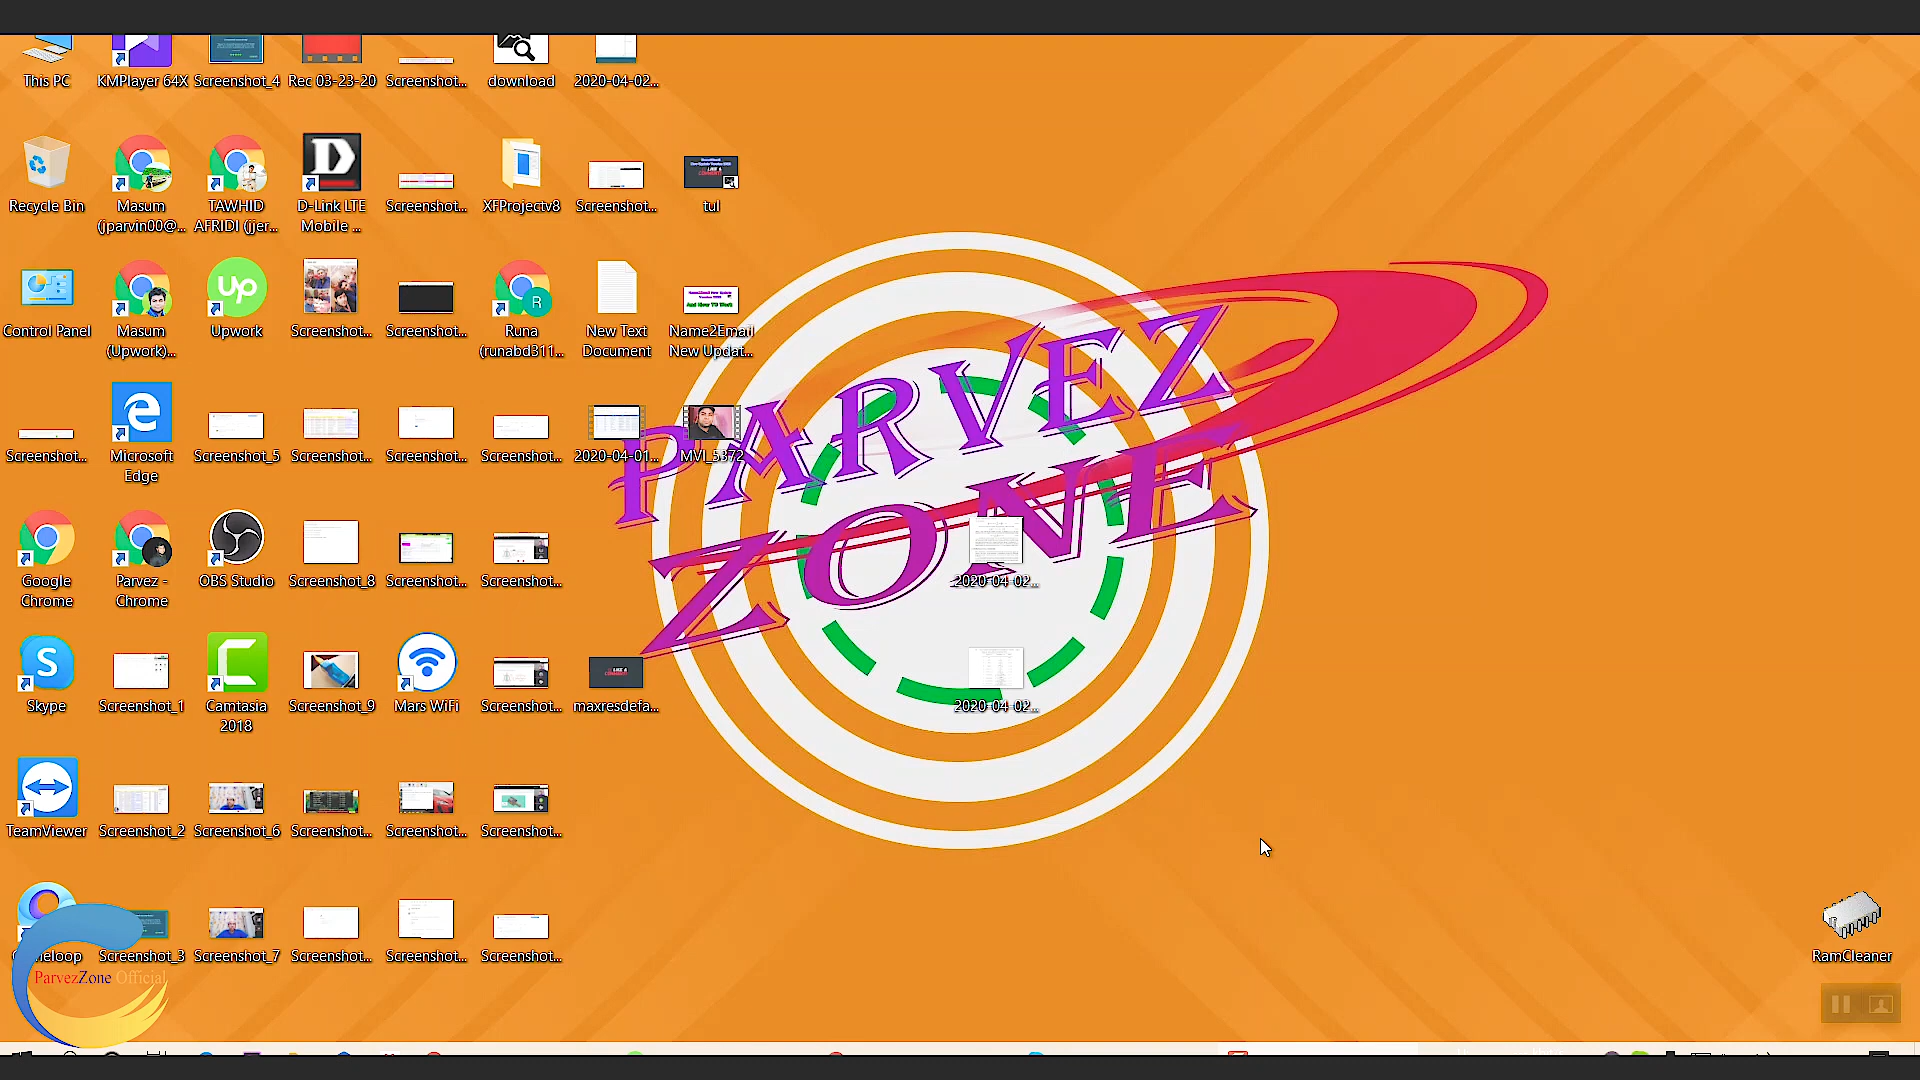 This PC
KMPlayer 64X
Screenshot_4
Rec 03-23-20
Screenshot...
download
2020-04-02...
Recycle Bin
Masum
(jparvin00@...
TAWHID
AFRIDI (jjer...
D-Link LTE
Mobile ...
Screenshot...
XFProjectv8
Screenshot...
tul
Control Panel
Masum
(Upwork)...
Up
Upwork
Screenshot...
Screenshot...
R
Runa
(runabd311...
New Text
Document
Name2Email
New Updat...
PARVEZ
ZONE
Screenshot...
Microsoft
Edge
Screenshot_5
Screenshot...
Screenshot...
Screenshot...
2020-04-01...
MVI_5372
Google
Chrome
Parvez -
Chrome
OBS Studio
Screenshot_8
Screenshot...
Screenshot...
2020-04-02...
Skype
Screenshot_1
Camtasia
2018
Screenshot_9
Mars WiFi
Screenshot...
maxresdefa...
2020-04-02...
TeamViewer
Screenshot_2
Screenshot_6
Screenshot...
Screenshot...
Screenshot...
Screenshot_3
Screenshot_7
Screenshot...
Screenshot...
Screenshot...
RamCleaner
ParvezZone Official